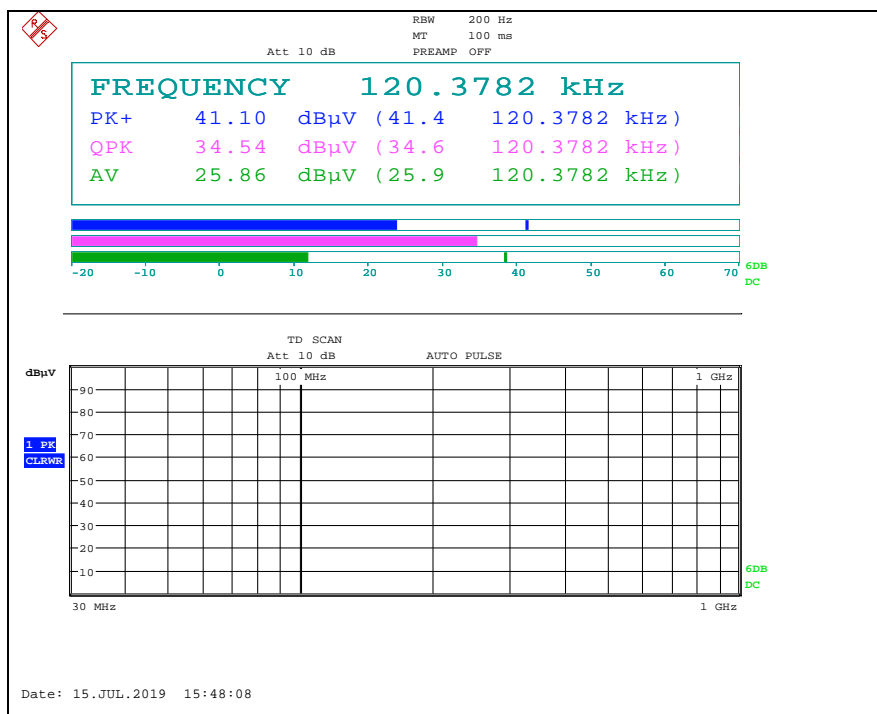 R S
RBW 200 Hz
MT 100 ms
Att 10 dB PREAMP OFF
FREQUENCY 120.3782 kHz
PK+ 41.10 dBµV (41.4 120.3782 kHz)
QPK 34.54 dBµV (34.6 120.3782 kHz)
AV 25.86 dBµV (25.9 120.3782 kHz)
-20 -10 0 10 20 30 40 50 60 70
6DB
DC
TD SCAN
Att 10 dB AUTO PULSE
dBµV
100 MHz 1 GHz
90
80
70
1 PK
60
CLRWR
50
40
30
20
10
6DB
DC
30 MHz 1 GHz
Date: 15.JUL.2019 15:48:08